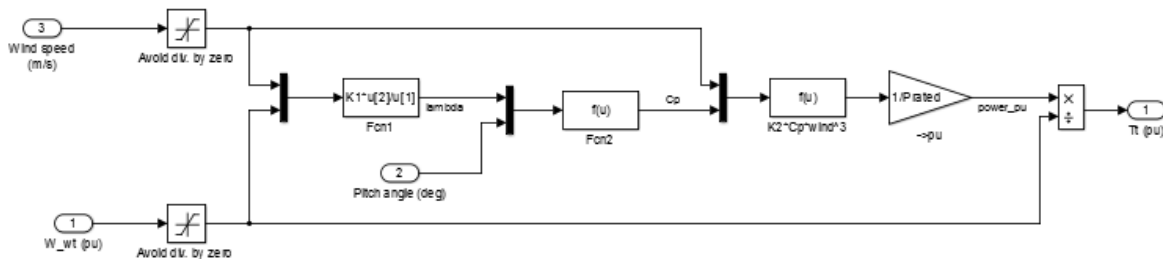 3
Wind speed
(m/s)
Avoid div. by zero
K1*u[2]/u[1]
Fcn1
lambda
2
Pitch angle (deg)
f(u)
Fcn2
Cp
f(u)
K2*Cp*wind^3
1/Prated
->pu
power_pu
×
÷
1
Tt (pu)
1
W_wt (pu)
Avoid div. by zero